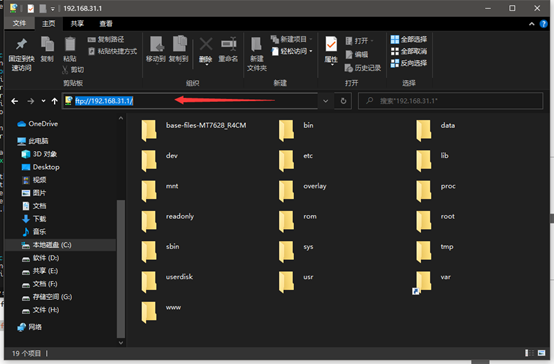 192.168.31.1
文件 主页 共享 查看
固定到快速访问 复制 粘贴 复制路径 粘贴快捷方式 剪切 移动到 复制到 删除 重命名 新建文件夹 新建项目 轻松访问 属性 打开 编辑 历史记录 全部选择 全部取消 反向选择
剪贴板 组织 新建 打开 选择
ftp://192.168.31.1/ 搜索"192.168.31.1"
OneDrive
此电脑
3D 对象
Desktop
视频
图片
文档
下载
音乐
本地磁盘 (C:)
软件 (D:)
共享 (E:)
文档 (F:)
存储空间 (G:)
文件 (H:)
网络
base-files-MT7628_R4CM bin data
dev etc lib
mnt overlay proc
readonly rom root
sbin sys tmp
userdisk usr var
www
19 个项目